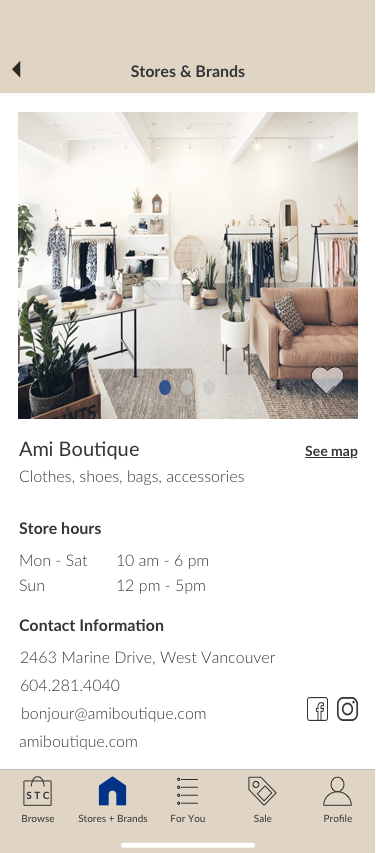 Stores & Brands
Ami Boutique
See map
Clothes, shoes, bags, accessories
Store hours
Mon - Sat 10 am - 6 pm
Sun 12 pm - 5pm
Contact Information
2463 Marine Drive, West Vancouver
604.281.4040
bonjour@amiboutique.com
amiboutique.com
STC
Browse Stores + Brands For You Sale Profile